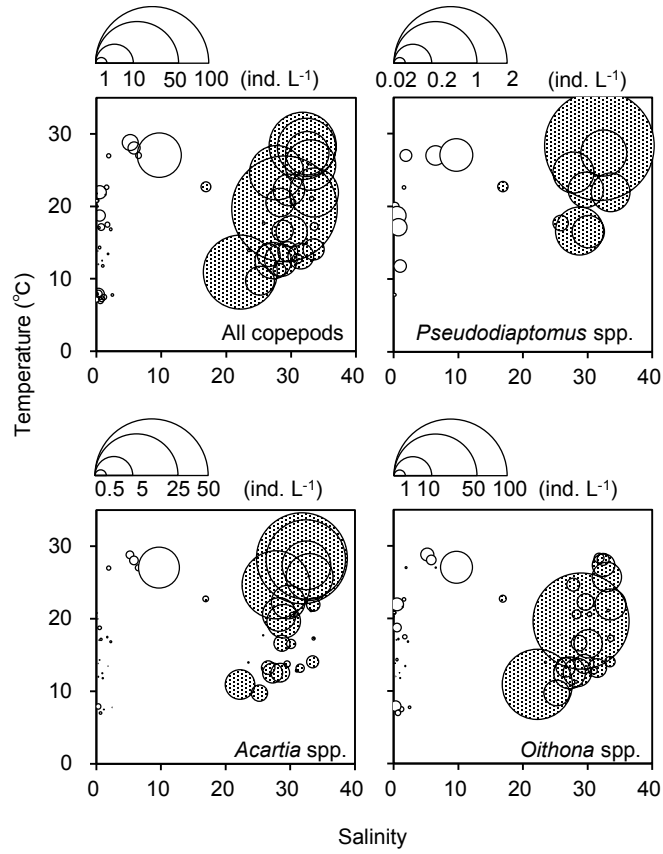 1 10 50 100 (ind. L⁻¹)
0.02 0.2 1 2 (ind. L⁻¹)
30
20
10
0
All copepods
Pseudodiaptomus spp.
0 10 20 30 40
0 10 20 30 40
Temperature (°C)
0.5 5 25 50 (ind. L⁻¹)
1 10 50 100 (ind. L⁻¹)
30
20
10
0
Acartia spp.
Oithona spp.
0 10 20 30 40
0 10 20 30 40
Salinity